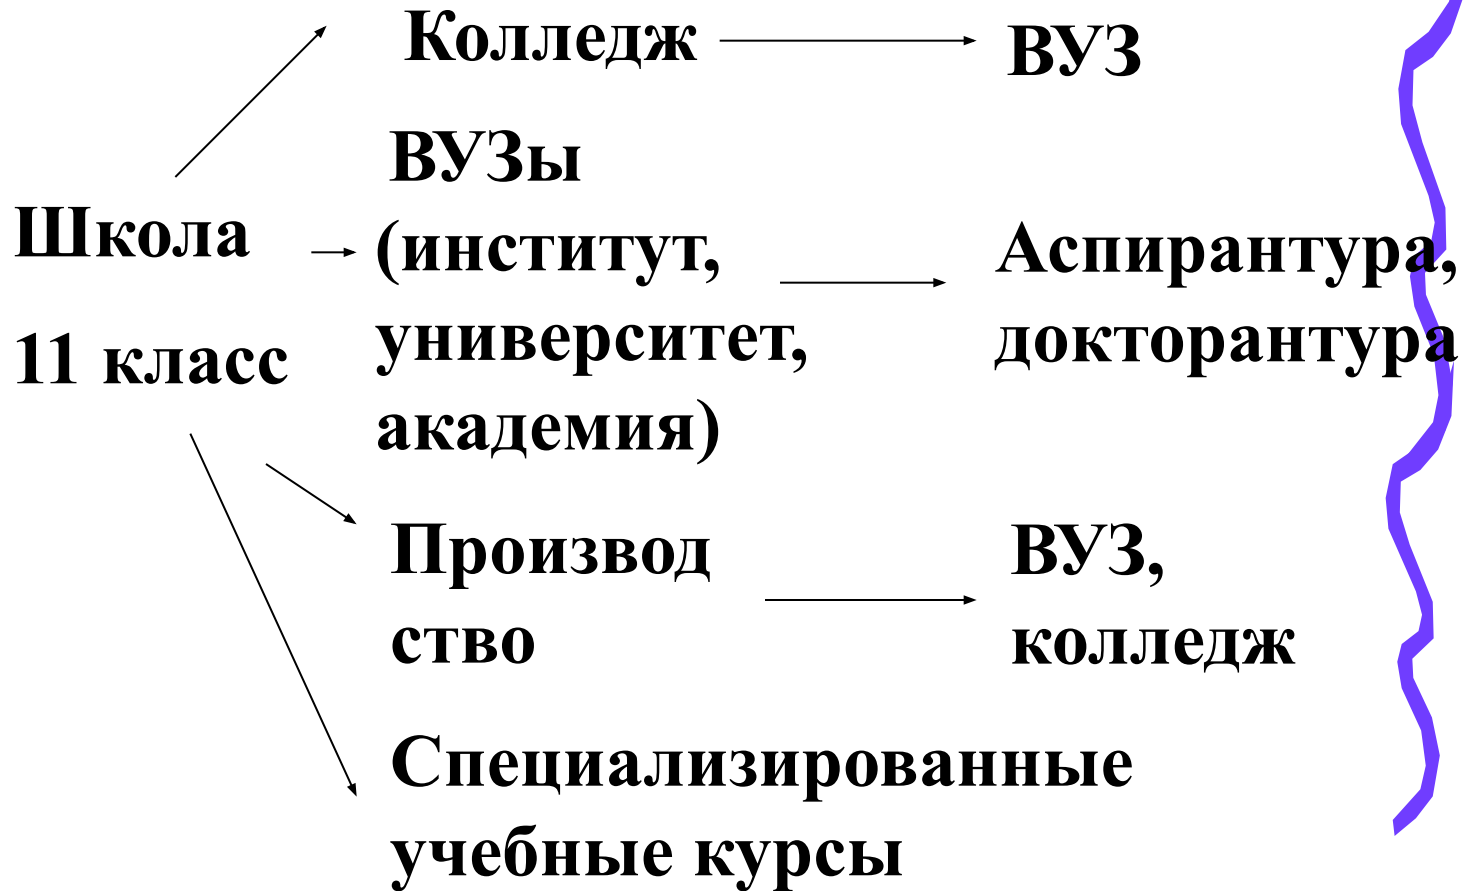 Колледж
ВУЗ
ВУЗы
(институт,
университет,
академия)
Школа
11 класс
Аспирантура,
докторантура
Производ
ство
ВУЗ,
колледж
Специализированные
учебные курсы